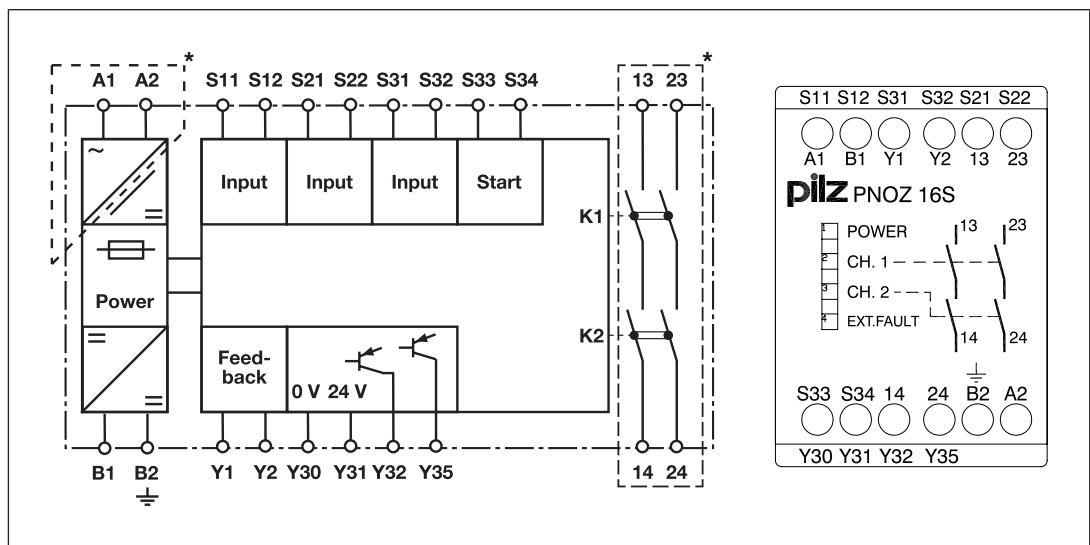 * *
A1 A2 S11 S12 S21 S22 S31 S32 S33 S34 13 23
~
Input Input Input Start
=
K1
Power
K2
=
Feed-
back
0 V 24 V
=
B1 B2 Y1 Y2 Y30 Y31 Y32 Y35 14 24
S11 S12 S31 S32 S21 S22
A1 B1 Y1 Y2 13 23
pilz PNOZ 16S
1 POWER 13 23
2 CH. 1
3 CH. 2
4 EXT.FAULT 14 24
S33 S34 14 24 B2 A2
Y30 Y31 Y32 Y35